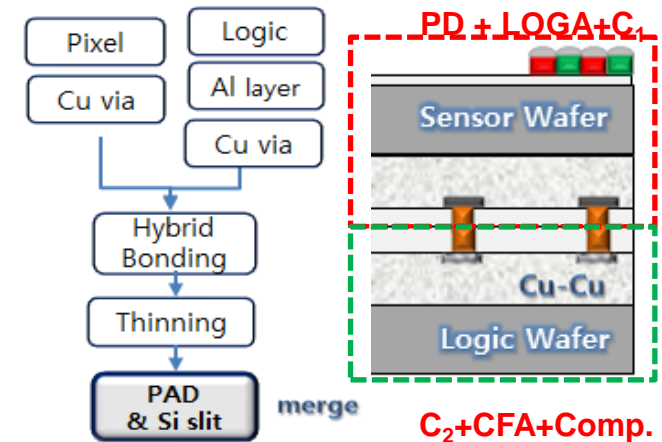 Pixel
Cu via
Logic
Al layer
Cu via
Hybrid
Bonding
Thinning
PAD
& Si slit
merge
PD + LOGA+C₁
Sensor Wafer
Cu-Cu
Logic Wafer
C₂+CFA+Comp.